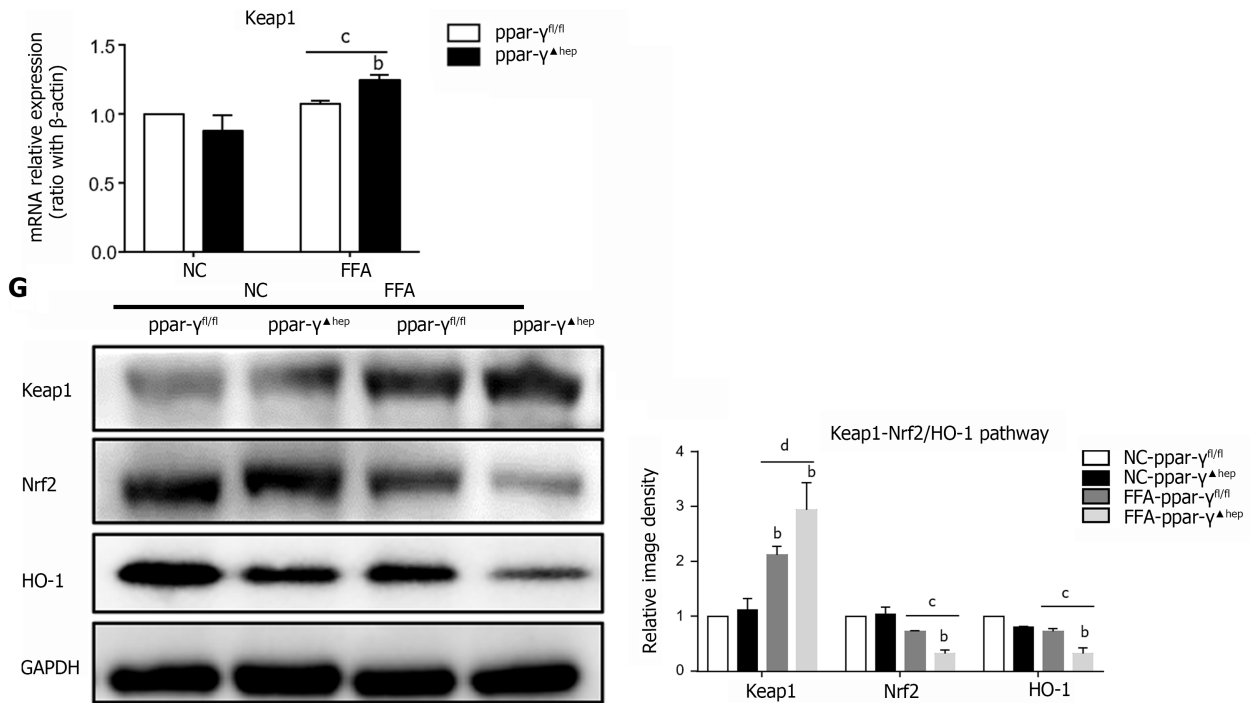 Keap1
mRNA relative expression
(ratio with β-actin)
1.5
1.0
0.5
0.0
c
b
NC
FFA
ppar-γfl/fl
ppar-γ▲hep
G
NC
FFA
ppar-γfl/fl
ppar-γ▲hep
ppar-γfl/fl
ppar-γ▲hep
Keap1
Nrf2
HO-1
GAPDH
Keap1-Nrf2/HO-1 pathway
Relative image density
4
3
2
1
0
d
b
b
c
b
c
b
Keap1
Nrf2
HO-1
NC-ppar-γfl/fl
NC-ppar-γ▲hep
FFA-ppar-γfl/fl
FFA-ppar-γ▲hep